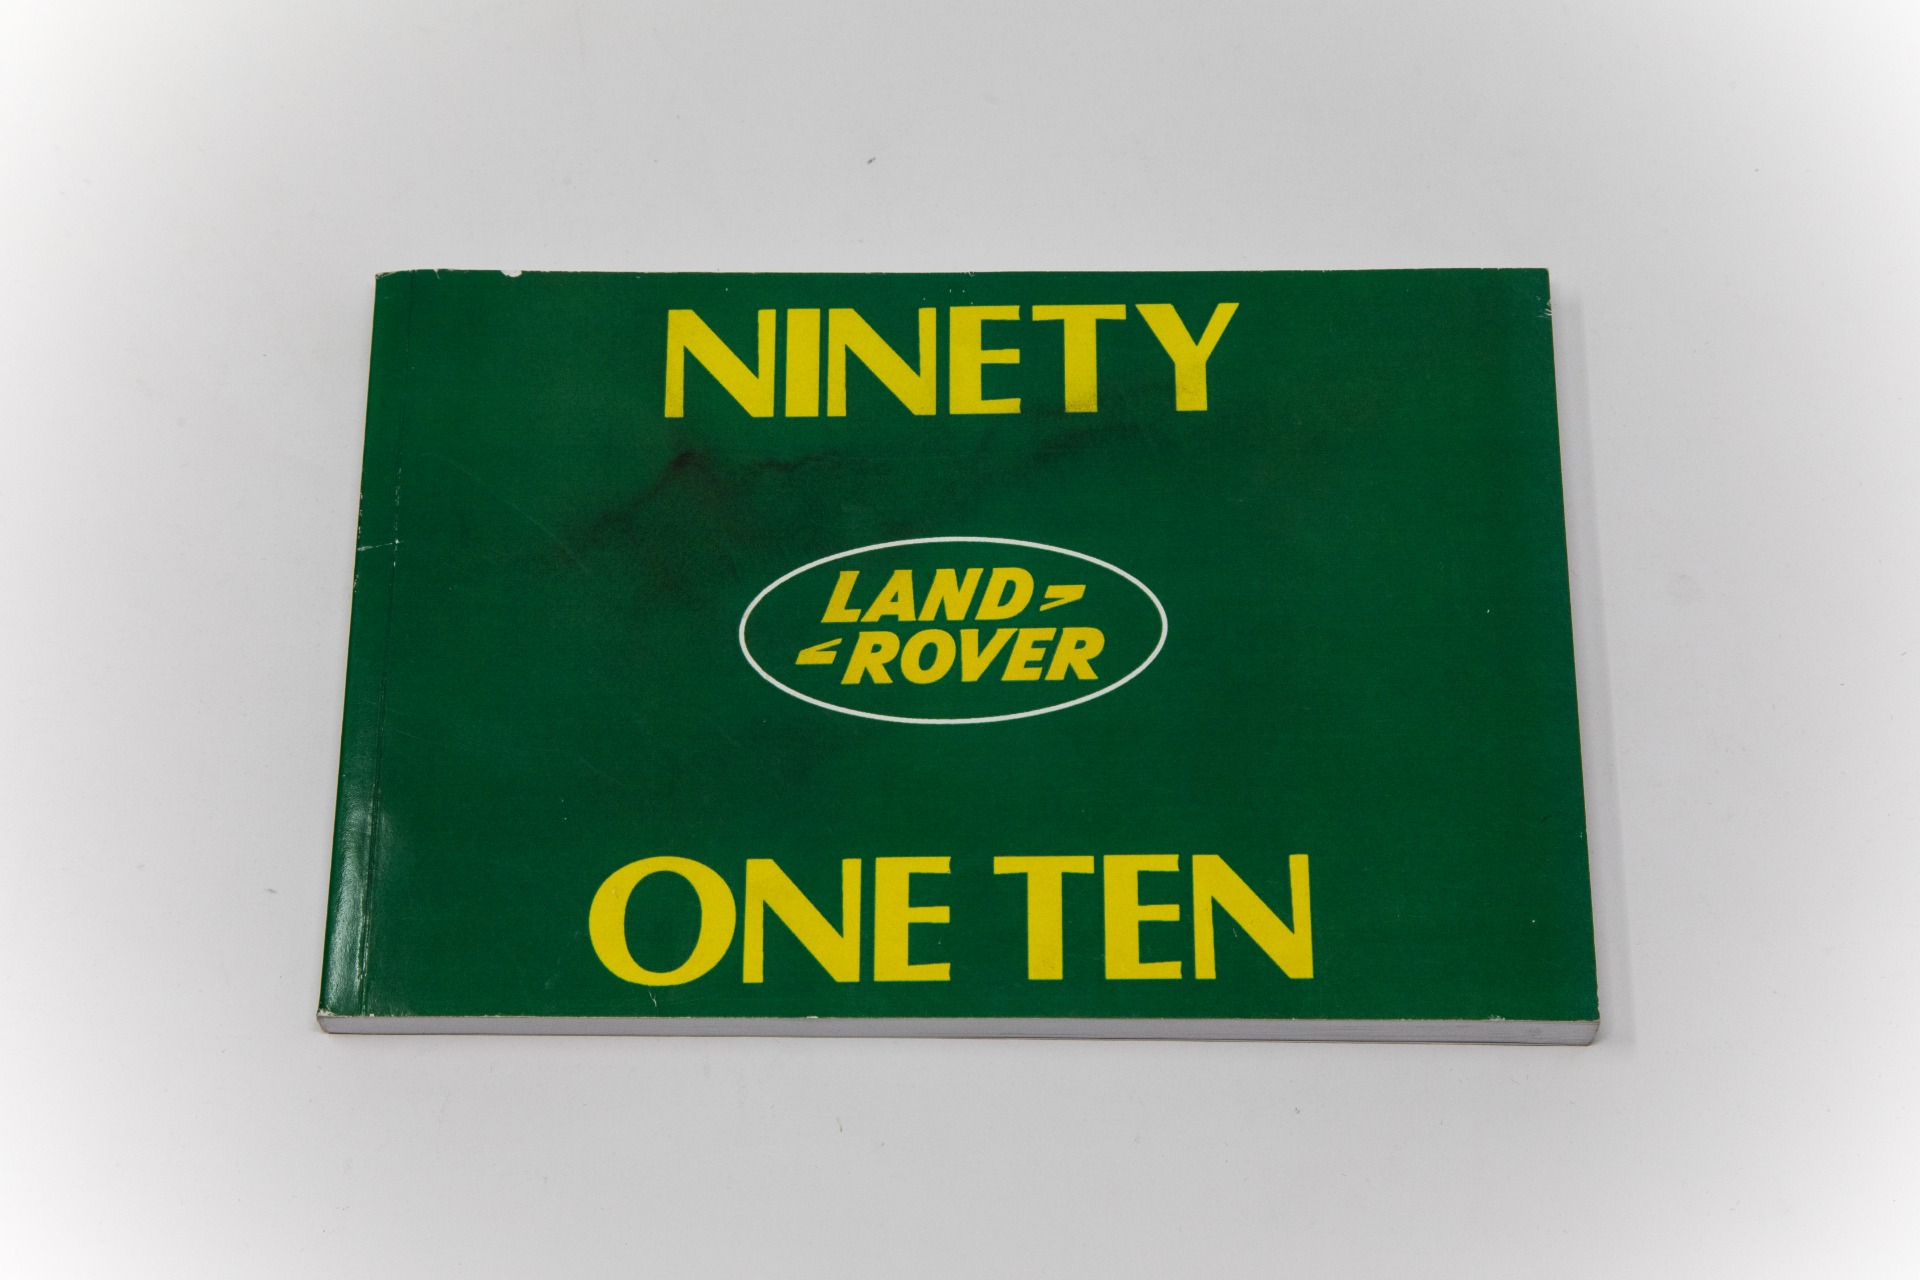 NINETY
LAND
ROVER
ONE TEN